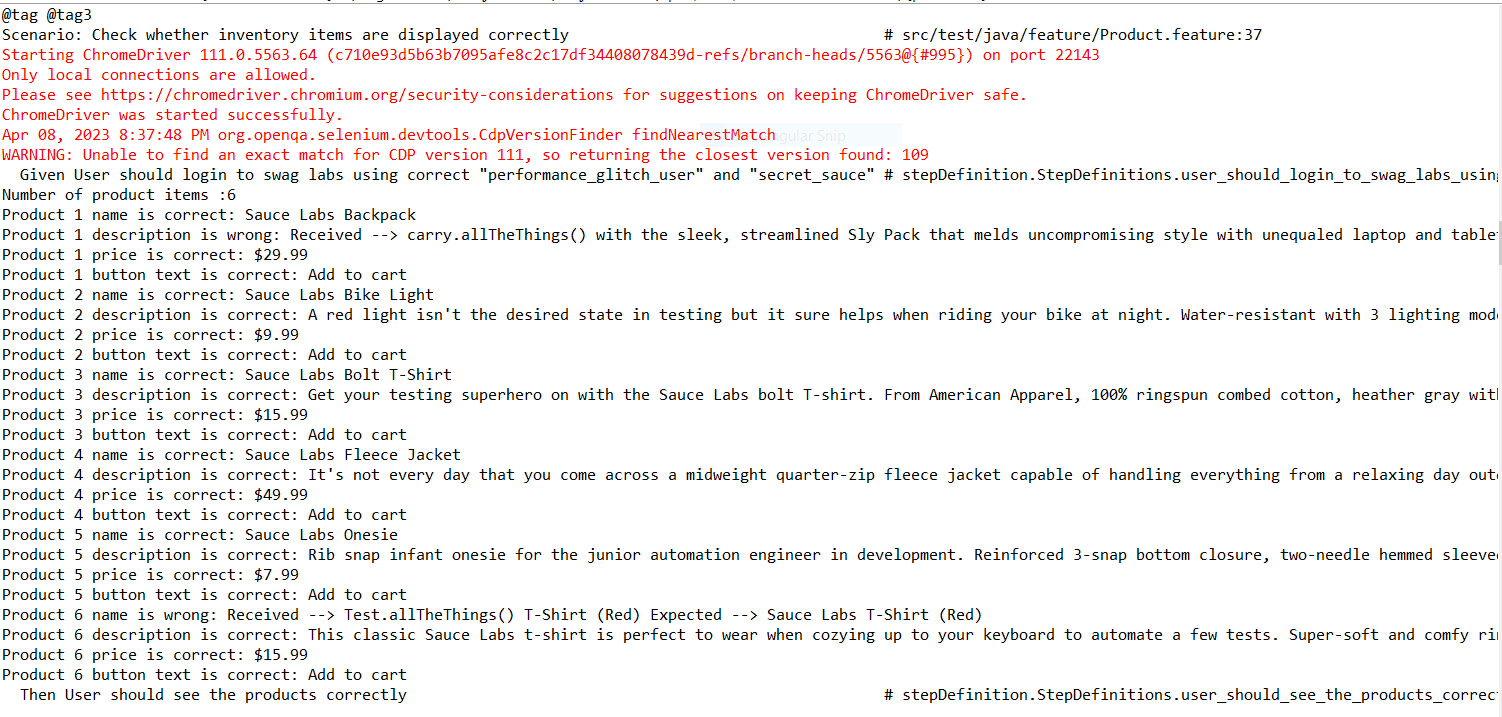 @tag @tag3
Scenario: Check whether inventory items are displayed correctly # src/test/java/feature/Product.feature:37
Starting ChromeDriver 111.0.5563.64 (c710e93d5b63b7095afe8c2c17df34408078439d-refs/branch-heads/5563@{#995}) on port 22143
Only local connections are allowed.
Please see https://chromedriver.chromium.org/security-considerations for suggestions on keeping ChromeDriver safe.
ChromeDriver was started successfully.
Apr 08, 2023 8:37:48 PM org.openqa.selenium.devtools.CdpVersionFinder findNearestMatch
WARNING: Unable to find an exact match for CDP version 111, so returning the closest version found: 109
Given User should login to swag labs using correct "performance_glitch_user" and "secret_sauce" # stepDefinition.StepDefinitions.user_should_login_to_swag_labs_using
Number of product items :6
Product 1 name is correct: Sauce Labs Backpack
Product 1 description is wrong: Received --> carry.allTheThings() with the sleek, streamlined Sly Pack that melds uncompromising style with unequaled laptop and tablet
Product 1 price is correct: $29.99
Product 1 button text is correct: Add to cart
Product 2 name is correct: Sauce Labs Bike Light
Product 2 description is correct: A red light isn't the desired state in testing but it sure helps when riding your bike at night. Water-resistant with 3 lighting mod
Product 2 price is correct: $9.99
Product 2 button text is correct: Add to cart
Product 3 name is correct: Sauce Labs Bolt T-Shirt
Product 3 description is correct: Get your testing superhero on with the Sauce Labs bolt T-shirt. From American Apparel, 100% ringspun combed cotton, heather gray wit
Product 3 price is correct: $15.99
Product 3 button text is correct: Add to cart
Product 4 name is correct: Sauce Labs Fleece Jacket
Product 4 description is correct: It's not every day that you come across a midweight quarter-zip fleece jacket capable of handling everything from a relaxing day out
Product 4 price is correct: $49.99
Product 4 button text is correct: Add to cart
Product 5 name is correct: Sauce Labs Onesie
Product 5 description is correct: Rib snap infant onesie for the junior automation engineer in development. Reinforced 3-snap bottom closure, two-needle hemmed sleeve
Product 5 price is correct: $7.99
Product 5 button text is correct: Add to cart
Product 6 name is wrong: Received --> Test.allTheThings() T-Shirt (Red) Expected --> Sauce Labs T-Shirt (Red)
Product 6 description is correct: This classic Sauce Labs t-shirt is perfect to wear when cozying up to your keyboard to automate a few tests. Super-soft and comfy ri
Product 6 price is correct: $15.99
Product 6 button text is correct: Add to cart
Then User should see the products correctly # stepDefinition.StepDefinitions.user_should_see_the_products_correc